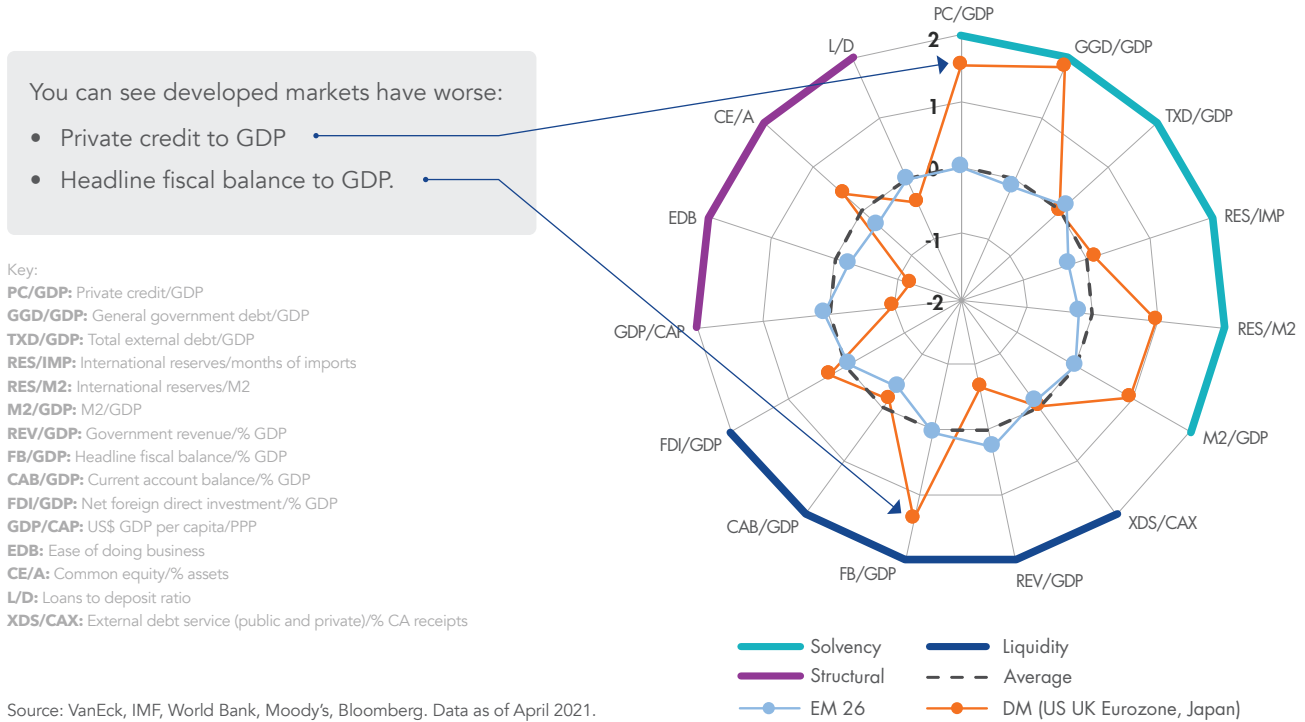 You can see developed markets have worse:
• Private credit to GDP
• Headline fiscal balance to GDP.
Key:
PC/GDP: Private credit/GDP
GGD/GDP: General government debt/GDP
TXD/GDP: Total external debt/GDP
RES/IMP: International reserves/months of imports
RES/M2: International reserves/M2
M2/GDP: M2/GDP
REV/GDP: Government revenue/% GDP
FB/GDP: Headline fiscal balance/% GDP
CAB/GDP: Current account balance/% GDP
FDI/GDP: Net foreign direct investment/% GDP
GDP/CAP: US$ GDP per capita/PPP
EDB: Ease of doing business
CE/A: Common equity/% assets
L/D: Loans to deposit ratio
XDS/CAX: External debt service (public and private)/% CA receipts
PC/GDP
GGD/GDP
TXD/GDP
RES/IMP
RES/M2
M2/GDP
XDS/CAX
REV/GDP
FB/GDP
CAB/GDP
FDI/GDP
GDP/CAP
EDB
CE/A
L/D
2
1
0
-1
-2
Solvency
Liquidity
Structural
Average
EM 26
DM (US UK Eurozone, Japan)
Source: VanEck, IMF, World Bank, Moody’s, Bloomberg. Data as of April 2021.